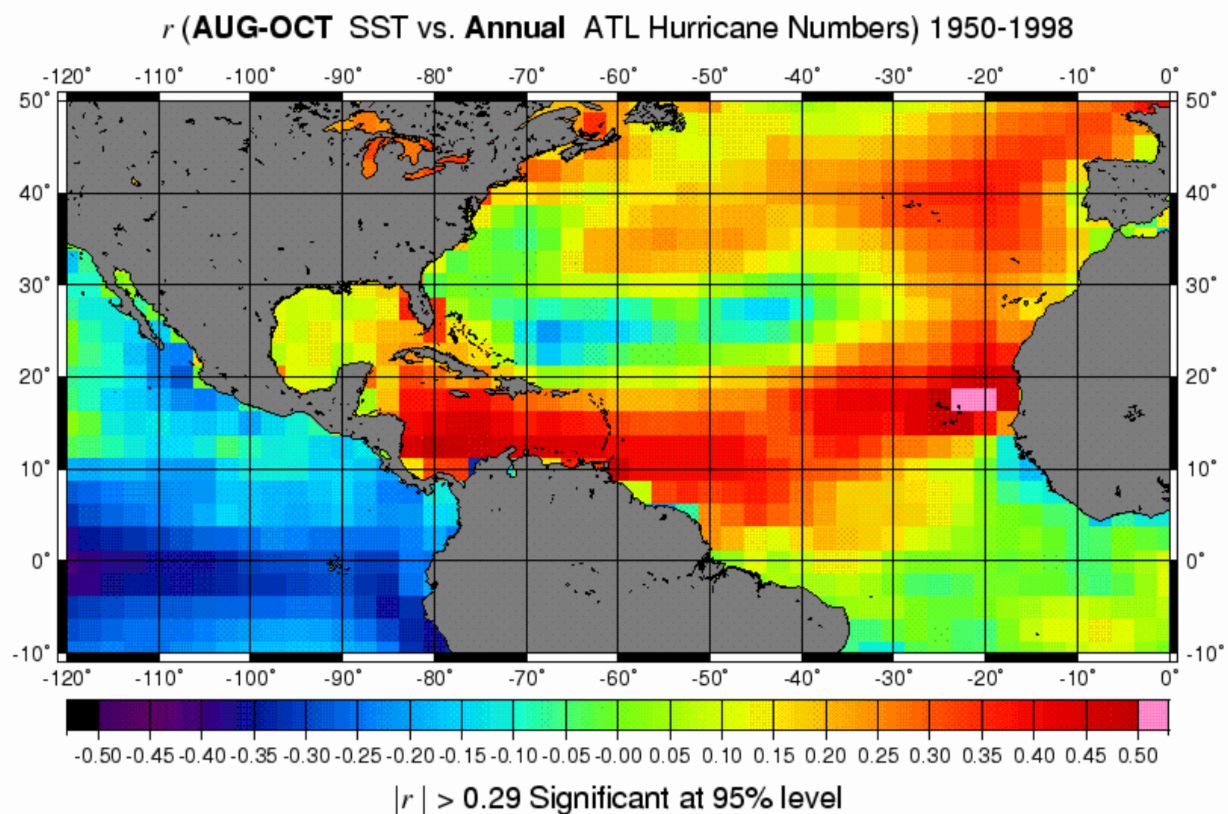 r (AUG-OCT SST vs. Annual ATL Hurricane Numbers) 1950-1998
-120° -110° -100° -90° -80° -70° -60° -50° -40° -30° -20° -10° 0°
50° 50°
40° 40°
30° 30°
20° 20°
10° 10°
0° 0°
-10° -10°
-120° -110° -100° -90° -80° -70° -60° -50° -40° -30° -20° -10° 0°
-0.50 -0.45 -0.40 -0.35 -0.30 -0.25 -0.20 -0.15 -0.10 -0.05 -0.00 0.05 0.10 0.15 0.20 0.25 0.30 0.35 0.40 0.45 0.50
|r| > 0.29 Significant at 95% level